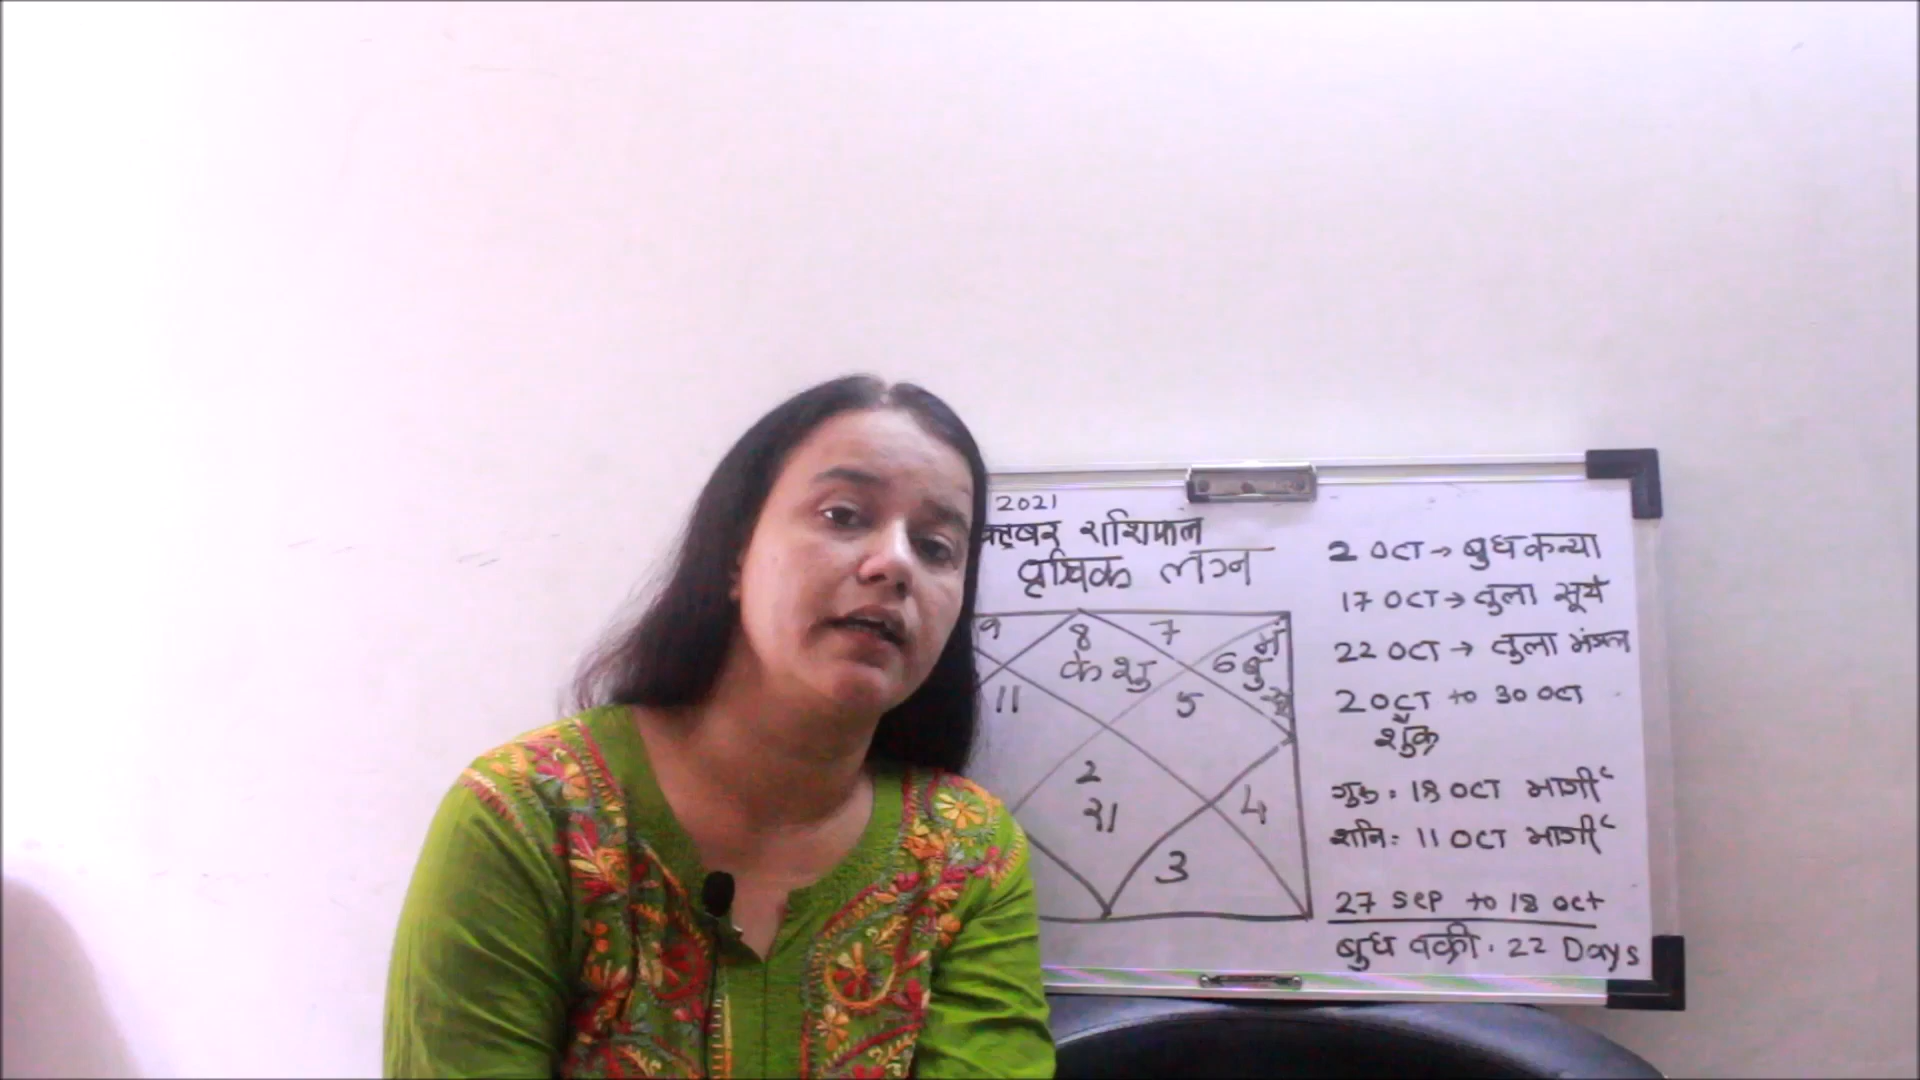 2021
क्टूबर राशिफल
वृश्चिक लग्न
9
8
7
के शु
6 बु
मं
सू
11
5
2
रा
4
3
2 OCT → बुध कन्या
17 OCT → तुला सूर्य
22 OCT → तुला मंगल
2 OCT to 30 OCT
शुक्र
गुरु: 18 OCT मार्गी
शनि: 11 OCT मार्गी
27 Sep to 18 Oct
बुध वक्री. 22 Days